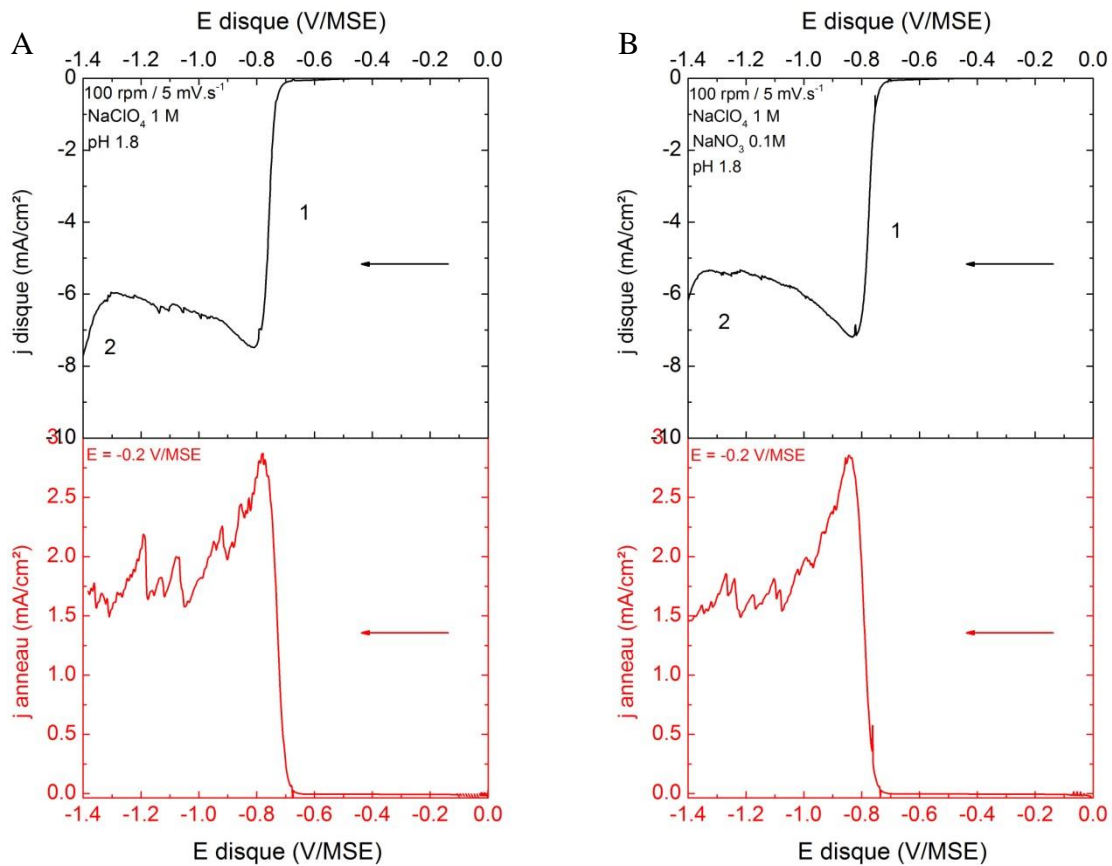 A
E disque (V/MSE)
-1.4 -1.2 -1.0 -0.8 -0.6 -0.4 -0.2 0.0
0
-2
-4
-6
-8
-10
j disque (mA/cm²)
100 rpm / 5 mV.s⁻¹
NaClO₄ 1 M
pH 1.8
1
2
3
2.5
2.0
1.5
1.0
0.5
0.0
j anneau (mA/cm²)
E = -0.2 V/MSE
-1.4 -1.2 -1.0 -0.8 -0.6 -0.4 -0.2 0.0
E disque (V/MSE)
B
E disque (V/MSE)
-1.4 -1.2 -1.0 -0.8 -0.6 -0.4 -0.2 0.0
0
-2
-4
-6
-8
-10
j disque (mA/cm²)
100 rpm / 5 mV.s⁻¹
NaClO₄ 1 M
NaNO₃ 0.1M
pH 1.8
1
2
3
2.5
2.0
1.5
1.0
0.5
0.0
j anneau (mA/cm²)
E = -0.2 V/MSE
-1.4 -1.2 -1.0 -0.8 -0.6 -0.4 -0.2 0.0
E disque (V/MSE)